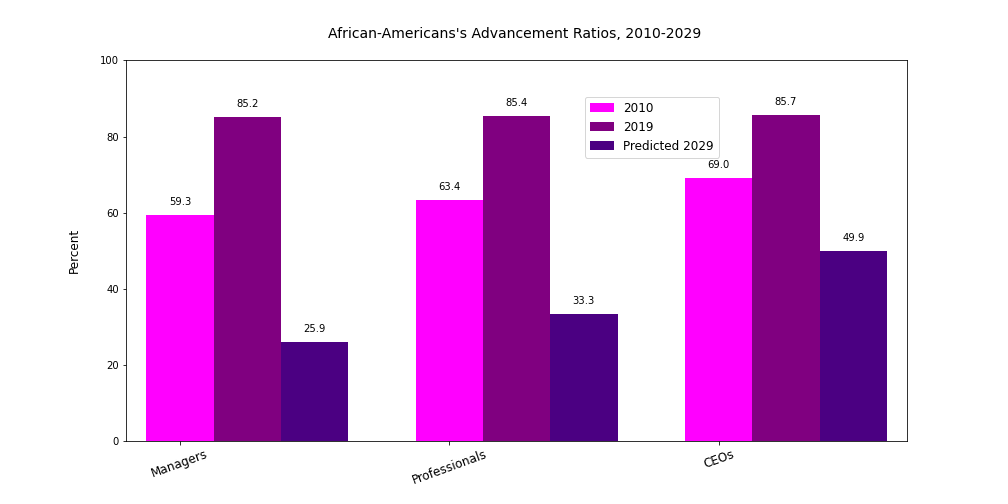 African-Americans's Advancement Ratios, 2010-2029
Percent
100
80
60
40
20
0
59.3
85.2
25.9
63.4
85.4
33.3
69.0
85.7
49.9
2010
2019
Predicted 2029
Managers
Professionals
CEOs